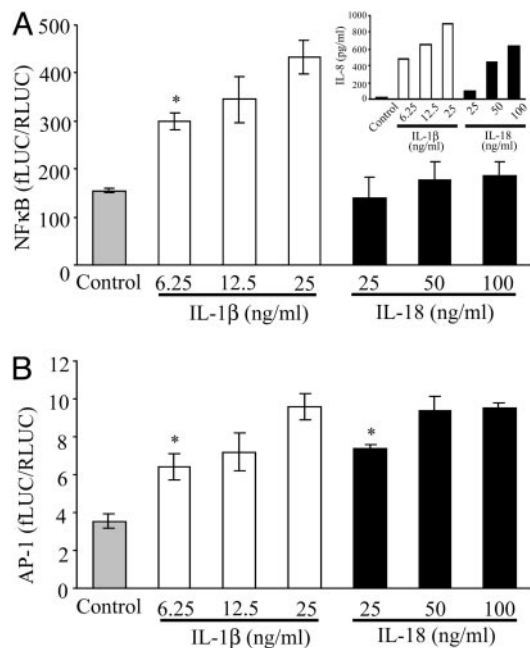 A
NFκB (fLUC/RLUC)
500
400
300
200
100
0
*
Control
6.25 12.5 25
IL-1β (ng/ml)
25 50 100
IL-18 (ng/ml)
IL-8 (pg/ml)
1000
800
600
400
200
0
Control
6.25 12.5 25
IL-1β
(ng/ml)
25 50 100
IL-18
(ng/ml)
B
AP-1 (fLUC/RLUC)
12
10
8
6
4
2
0
*
*
Control
6.25 12.5 25
IL-1β (ng/ml)
25 50 100
IL-18 (ng/ml)